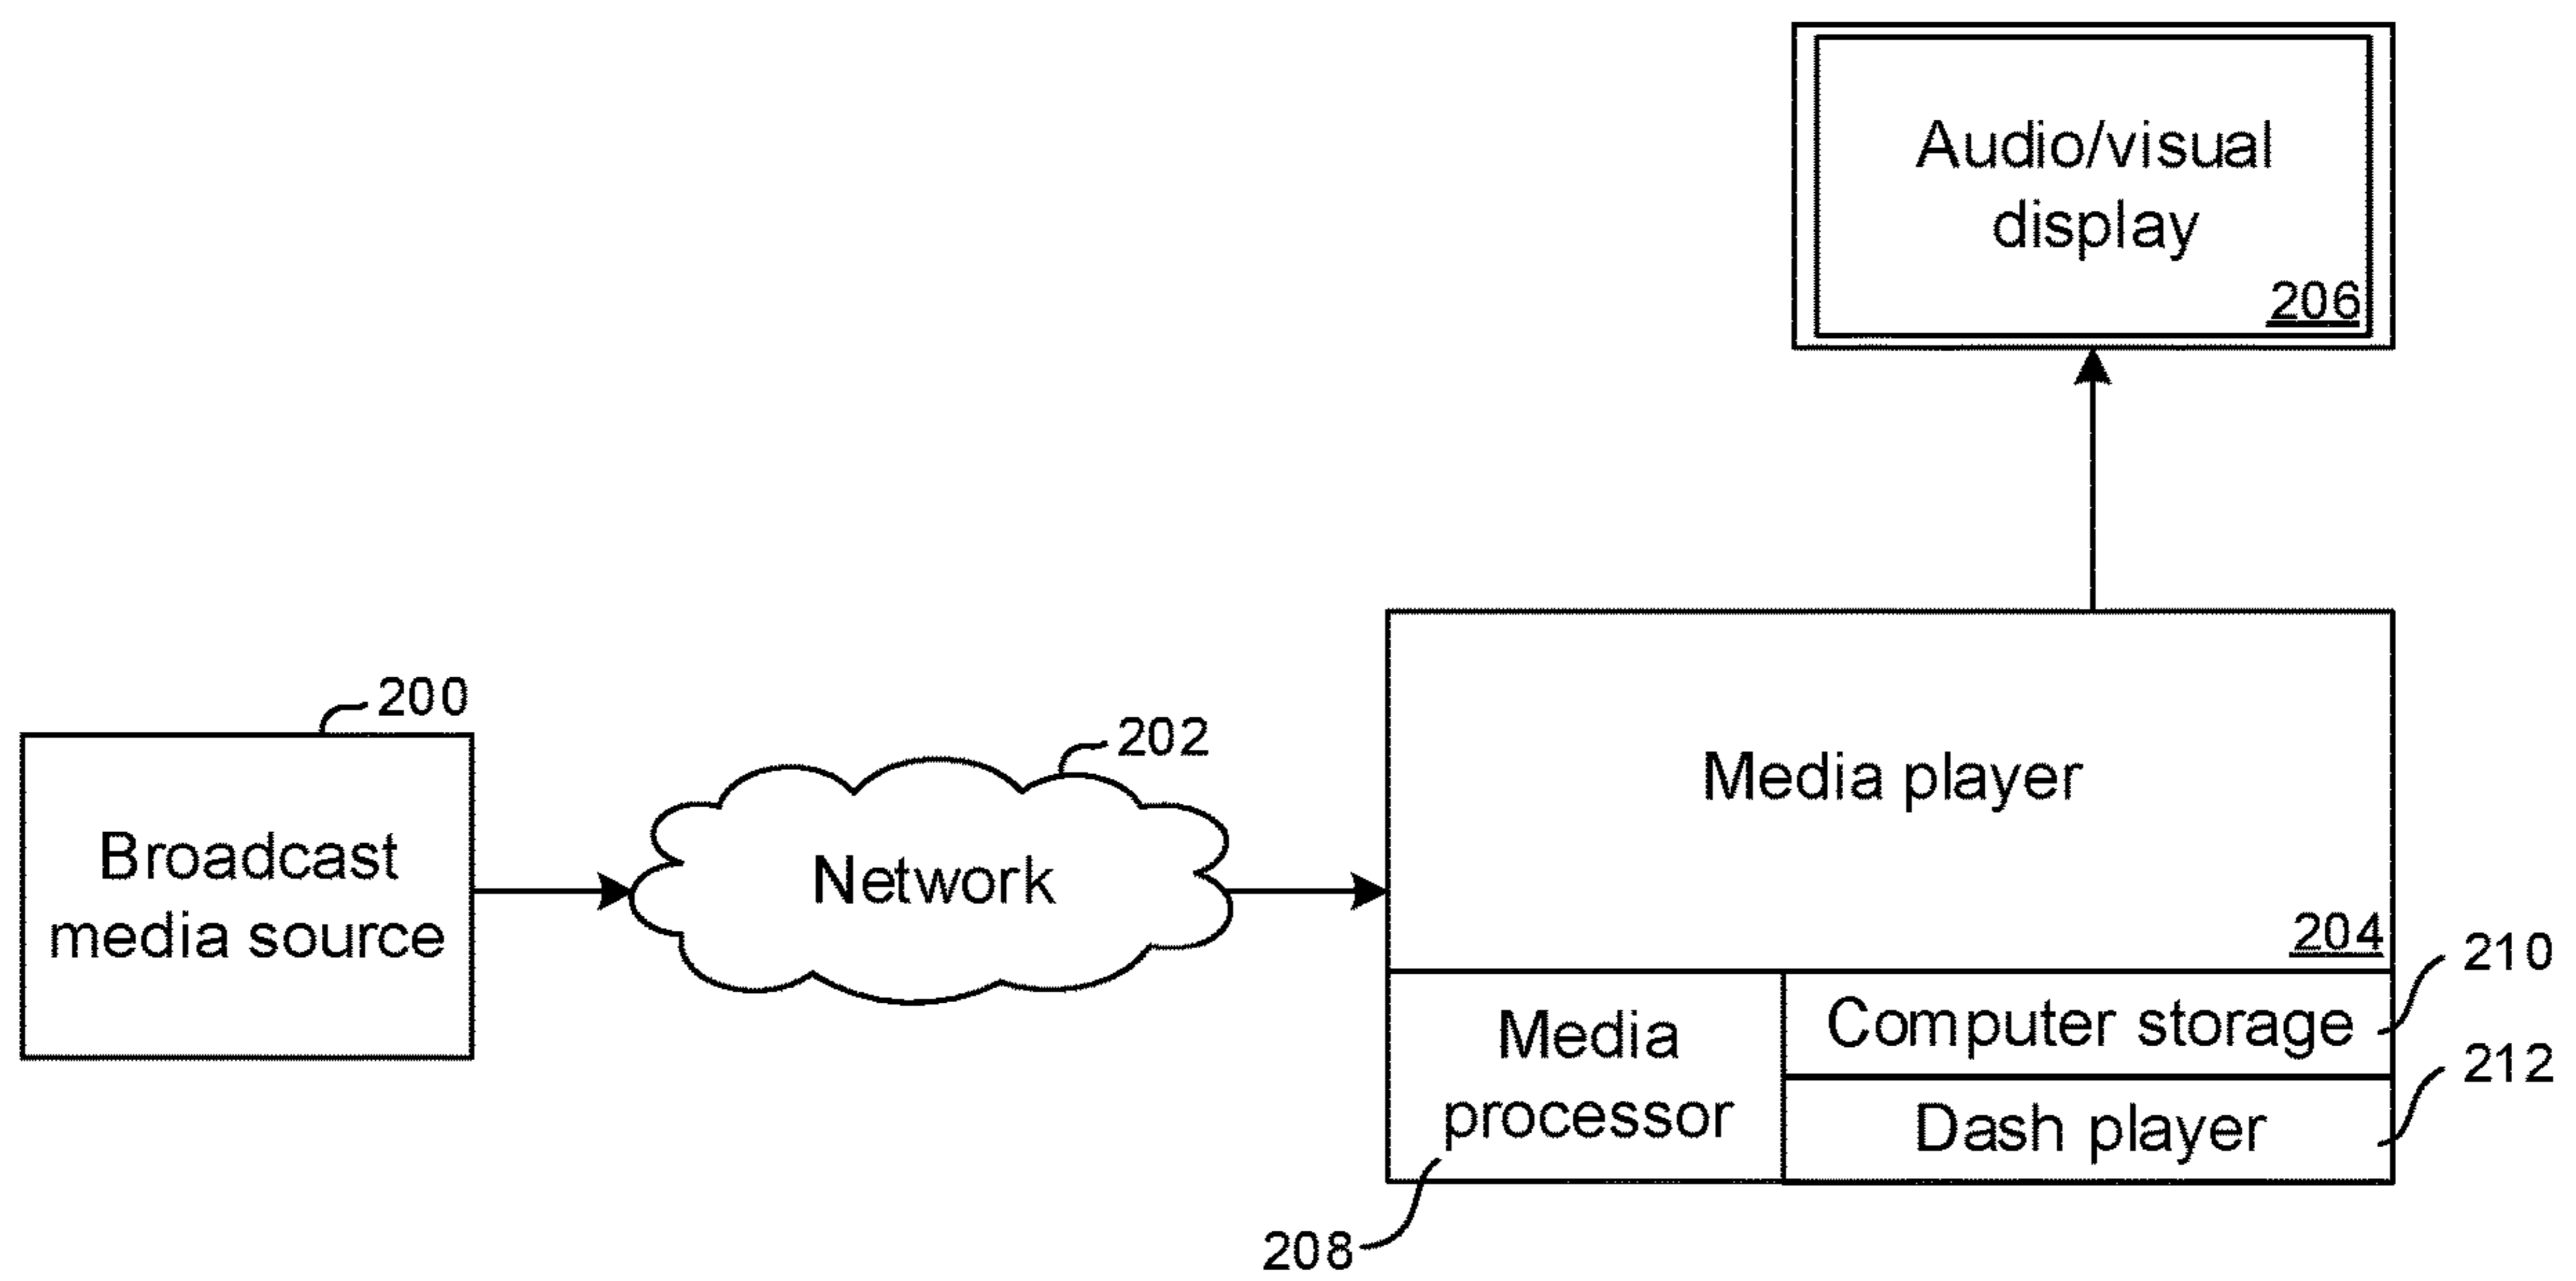 Audio/visual
display
206
200
Broadcast
media source
202
Network
Media player
204
Media
processor
208
Computer storage
210
Dash player
212